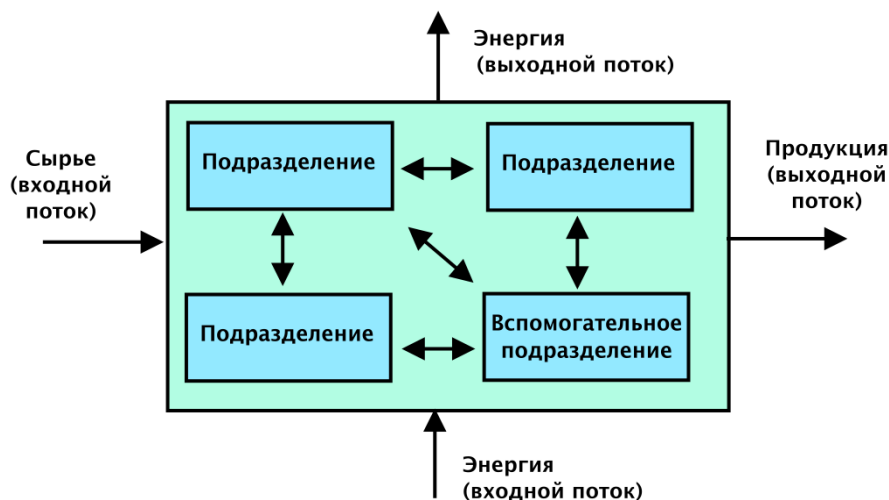 Энергия
(выходной поток)
Сырье
(входной
поток)
Подразделение
Подразделение
Продукция
(выходной
поток)
Подразделение
Вспомогательное
подразделение
Энергия
(входной поток)